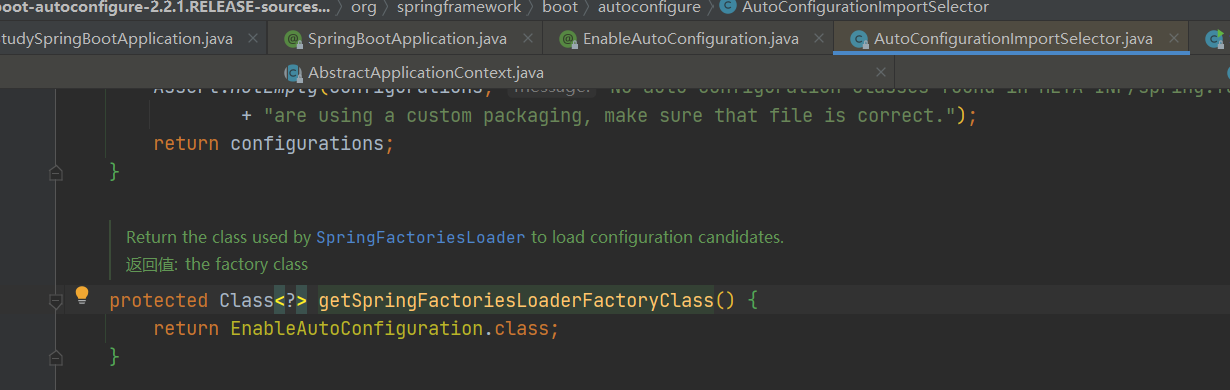 boot-autoconfigure-2.2.1.RELEASE-sources... 〉 org 〉 springframework 〉 boot 〉 autoconfigure 〉 AutoConfigurationImportSelector
tudySpringBootApplication.java × @ SpringBootApplication.java × @ EnableAutoConfiguration.java × C AutoConfigurationImportSelector.java × C
C AbstractApplicationContext.java ×
Assert.notEmpty(configurations, message: "No auto configuration classes found in META-INF/spring.
+ "are using a custom packaging, make sure that file is correct.");
return configurations;
}
Return the class used by SpringFactoriesLoader to load configuration candidates.
返回值: the factory class
protected Class<?> getSpringFactoriesLoaderFactoryClass() {
return EnableAutoConfiguration.class;
}